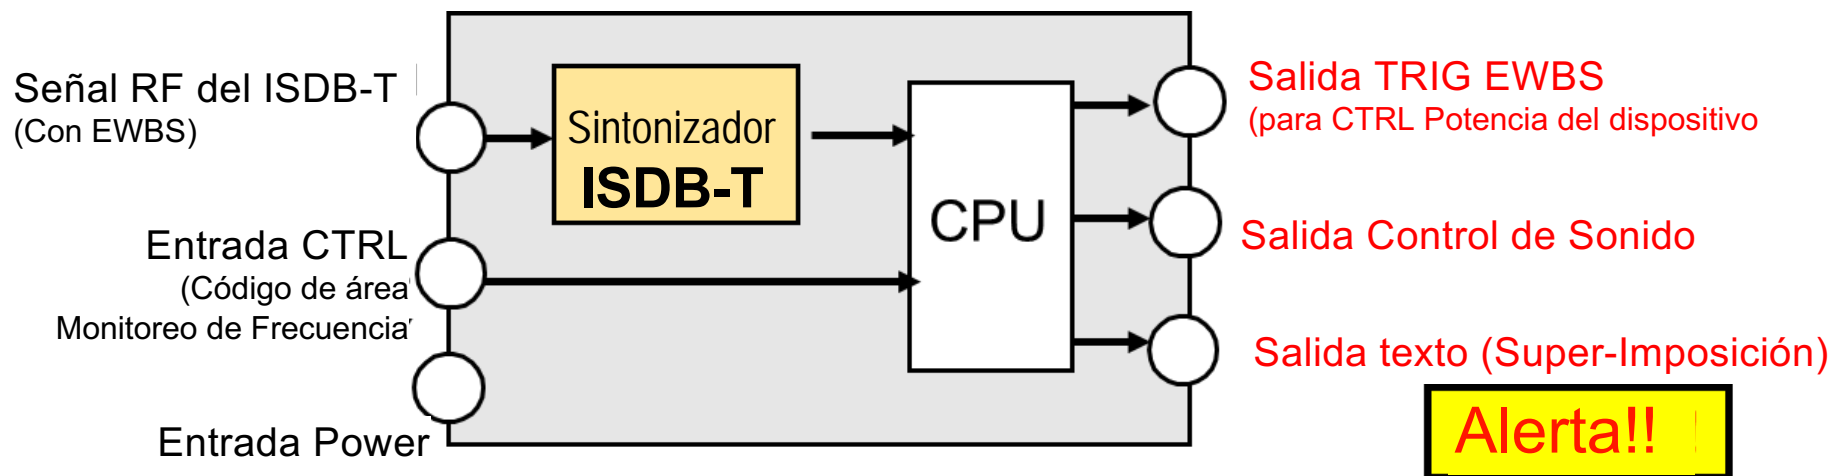 Señal RF del ISDB-T
(Con EWBS)
Entrada CTRL
(Código de área
Monitoreo de Frecuencia
Entrada Power
Sintonizador
ISDB-T
CPU
Salida TRIG EWBS
(para CTRL Potencia del dispositivo
Salida Control de Sonido
Salida texto (Super-Imposición)
Alerta!!